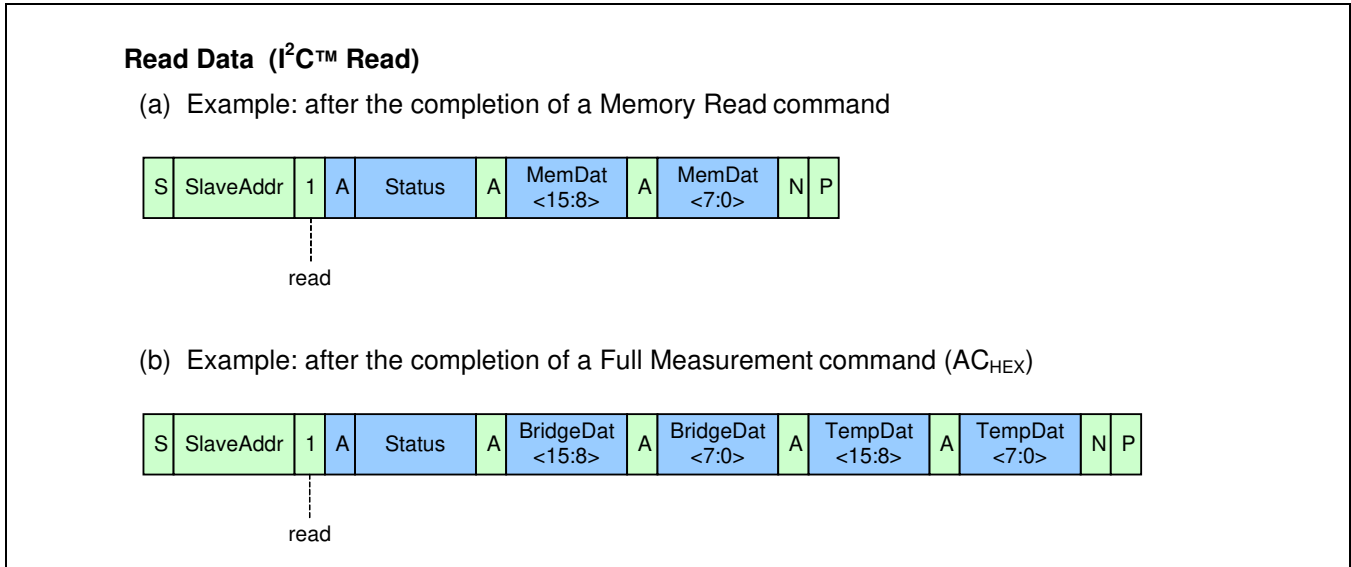 Read Data (I²C™ Read)
(a) Example: after the completion of a Memory Read command
S SlaveAddr 1 A Status A MemDat <15:8> A MemDat <7:0> N P
read
(b) Example: after the completion of a Full Measurement command (AC_HEX)
S SlaveAddr 1 A Status A BridgeDat <15:8> A BridgeDat <7:0> A TempDat <15:8> A TempDat <7:0> N P
read